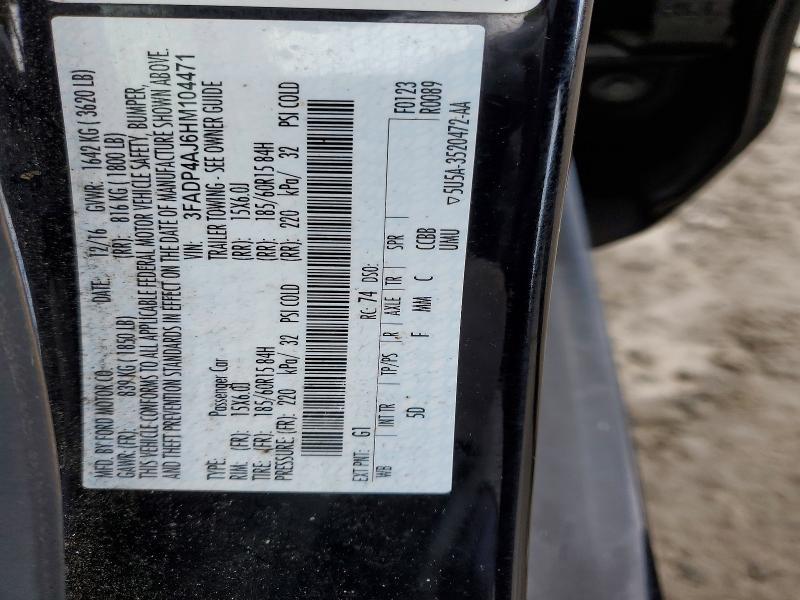 MFD. BY FORD MOTOR CO.
DATE: 12/16 GVWR: 1642 KG ( 3620 LB)
GAWR: (FR): 839 KG (1850 LB) (RR): 816 KG (1800 LB)
THIS VEHICLE CONFORMS TO ALL APPLICABLE FEDERAL MOTOR VEHICLE SAFETY, BUMPER,
AND THEFT PREVENTION STANDARDS IN EFFECT ON THE DATE OF MANUFACTURE SHOWN ABOVE.
VIN: 3FADP4AJ6HM104471
TYPE: Passenger Car TRAILER TOWING - SEE OWNER GUIDE
RIM: (FR): 15X6.0J (RR): 15X6.0J
TIRE: (FR): 185/60R15 84H (RR): 185/60R15 84H
PRESSURE (FR): 220 kPa/ 32 PSI COLD (RR): 220 kPa/ 32 PSI COLD
EXT PNT: G1 RC: 74 DSO: F0123
WB INT TR TP/PS R AXLE TR SPR R0089
5D F MM C CCBB
UMU ▽5U5A-3520472-AA